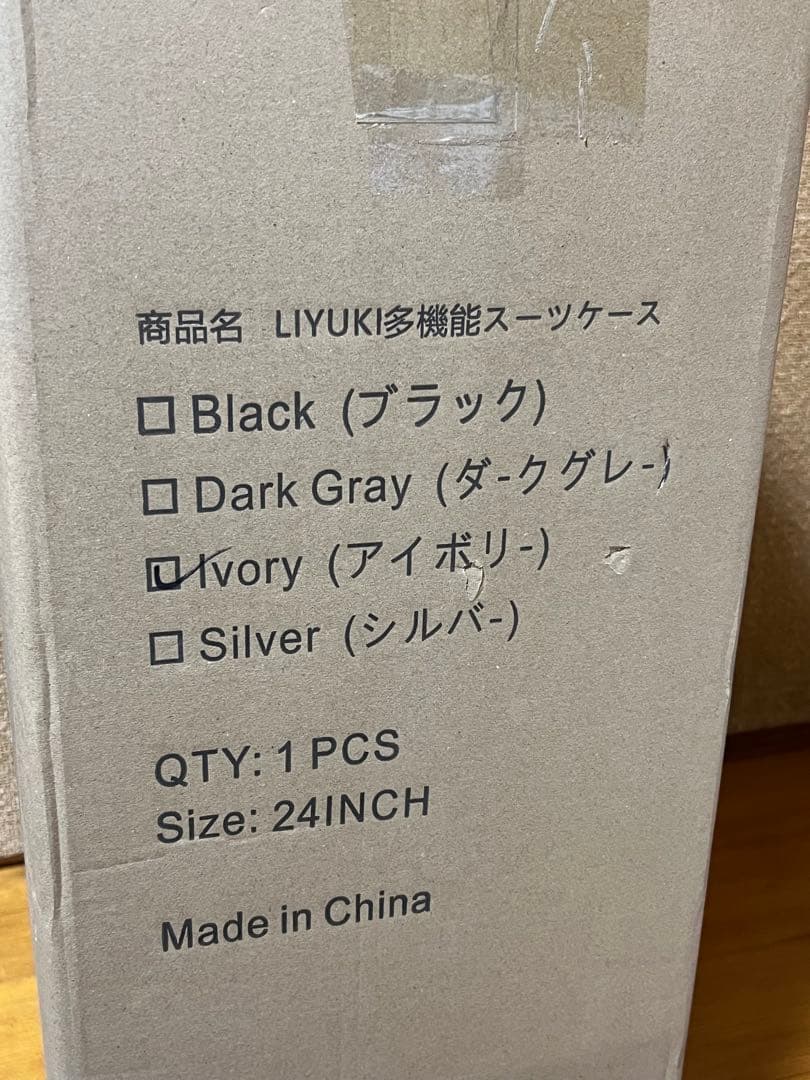 商品名 LIYUKI多機能スーツケース
□ Black (ブラック)
□ Dark Gray (ダ-クグレ-)
☑ Ivory (アイボリ-)
□ Silver (シルバ-)
QTY: 1 PCS
Size: 24INCH
Made in China